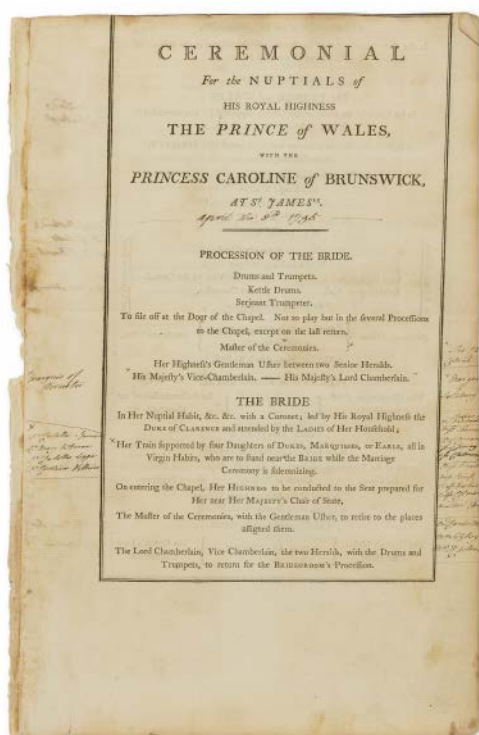 CEREMONIAL
For the NUPTIALS of
HIS ROYAL HIGHNESS
THE PRINCE of WALES,
WITH THE
PRINCESS CAROLINE of BRUNSWICK,
AT St. JAMES's.
April the 8th 1795
PROCESSION OF THE BRIDE.
Drums and Trumpets.
Kettle Drums.
Serjeant Trumpeter.
To file off at the Door of the Chapel. Not to play but in the several Processions
to the Chapel, except on the last return.
Master of the Ceremonies.
Her Highness's Gentleman Usher between two Senior Heralds.
His Majesty's Vice-Chamberlain. —— His Majesty's Lord Chamberlain.
THE BRIDE
In Her Nuptial Habit, &c. &c. with a Coronet; led by His Royal Highness the
DUKE of CLARENCE and attended by the LADIES of Her Household;
Her Train supported by four Daughters of DUKES, MARQUISES, or EARLS, all in
Virgin Habits, who are to stand near the BRIDE while the Marriage
Ceremony is solemnizing.
On entering the Chapel, Her HIGHNESS to be conducted to the Seat prepared for
Her near Her MAJESTY's Chair of State,
The Master of the Ceremonies, with the Gentleman Usher, to retire to the places
assigned them.
The Lord Chamberlain, Vice Chamberlain, the two Heralds, with the Drums and
Trumpets, to return for the BRIDEGROOM's Procession.